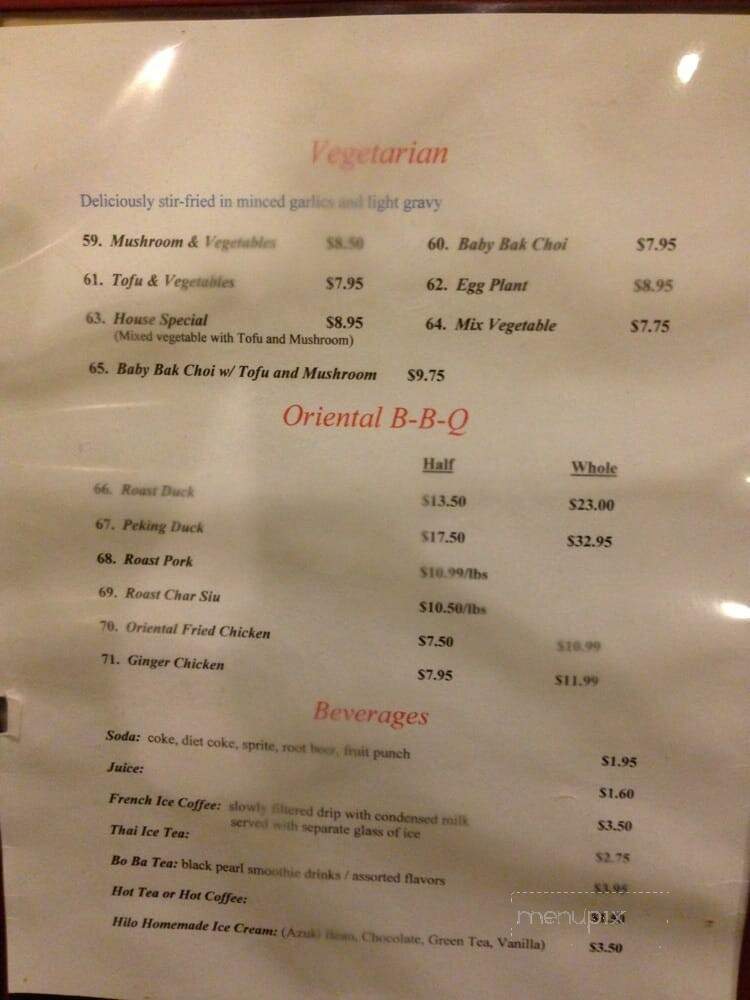 Vegetarian
Deliciously stir-fried in minced garlics and light gravy
59. Mushroom & Vegetables $8.50 60. Baby Bak Choi $7.95
61. Tofu & Vegetables $7.95 62. Egg Plant $8.95
63. House Special $8.95 64. Mix Vegetable $7.75
(Mixed vegetable with Tofu and Mushroom)
65. Baby Bak Choi w/ Tofu and Mushroom $9.75
Oriental B-B-Q
Half Whole
66. Roast Duck $13.50 $23.00
67. Peking Duck $17.50 $32.95
68. Roast Pork $10.99/lbs
69. Roast Char Siu $10.50/lbs
70. Oriental Fried Chicken $7.50 $10.99
71. Ginger Chicken $7.95 $11.99
Beverages
Soda: coke, diet coke, sprite, root beer, fruit punch $1.95
Juice: $1.60
French Ice Coffee: slowly filtered drip with condensed milk $3.50
served with separate glass of ice
Thai Ice Tea: $2.75
Bo Ba Tea: black pearl smoothie drinks / assorted flavors $3.95
Hot Tea or Hot Coffee:
Hilo Homemade Ice Cream: (Azuki Bean, Chocolate, Green Tea, Vanilla) $3.50
menupix